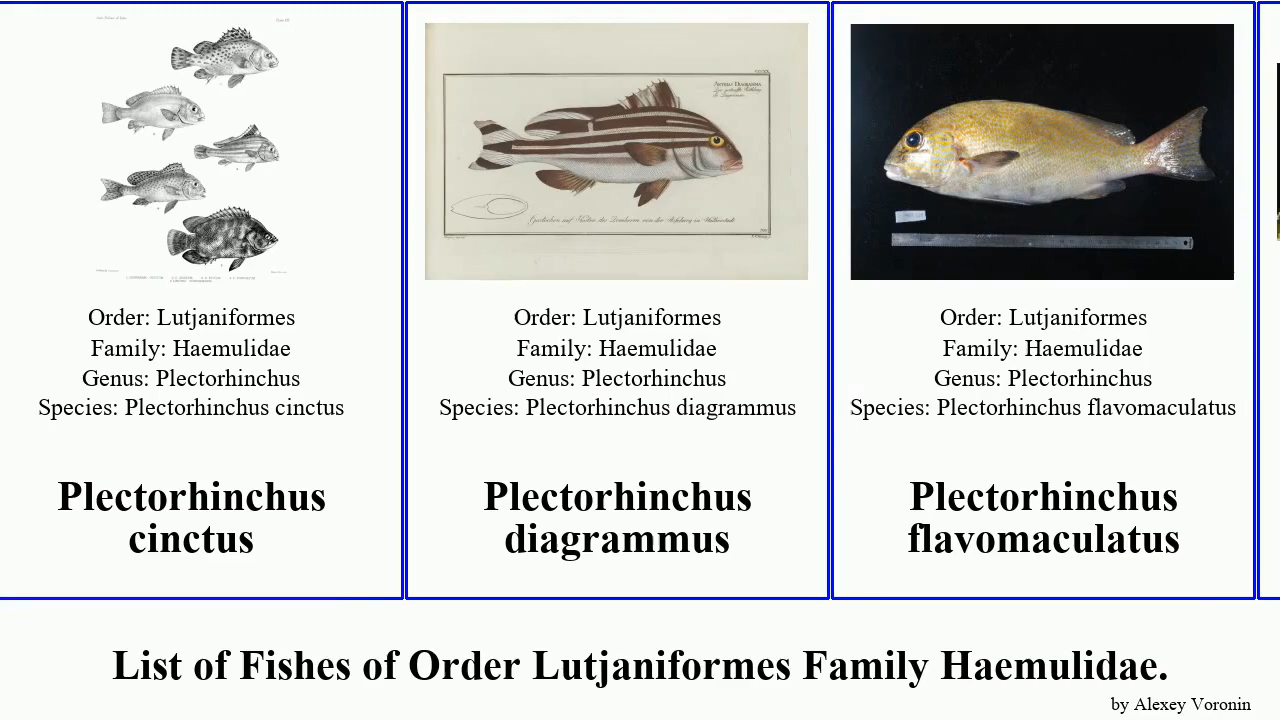 Order: Lutjaniformes
Family: Haemulidae
Genus: Plectorhinchus
Species: Plectorhinchus cinctus
Plectorhinchus
cinctus
Order: Lutjaniformes
Family: Haemulidae
Genus: Plectorhinchus
Species: Plectorhinchus diagrammus
Plectorhinchus
diagrammus
Order: Lutjaniformes
Family: Haemulidae
Genus: Plectorhinchus
Species: Plectorhinchus flavomaculatus
Plectorhinchus
flavomaculatus
List of Fishes of Order Lutjaniformes Family Haemulidae.
by Alexey Voronin